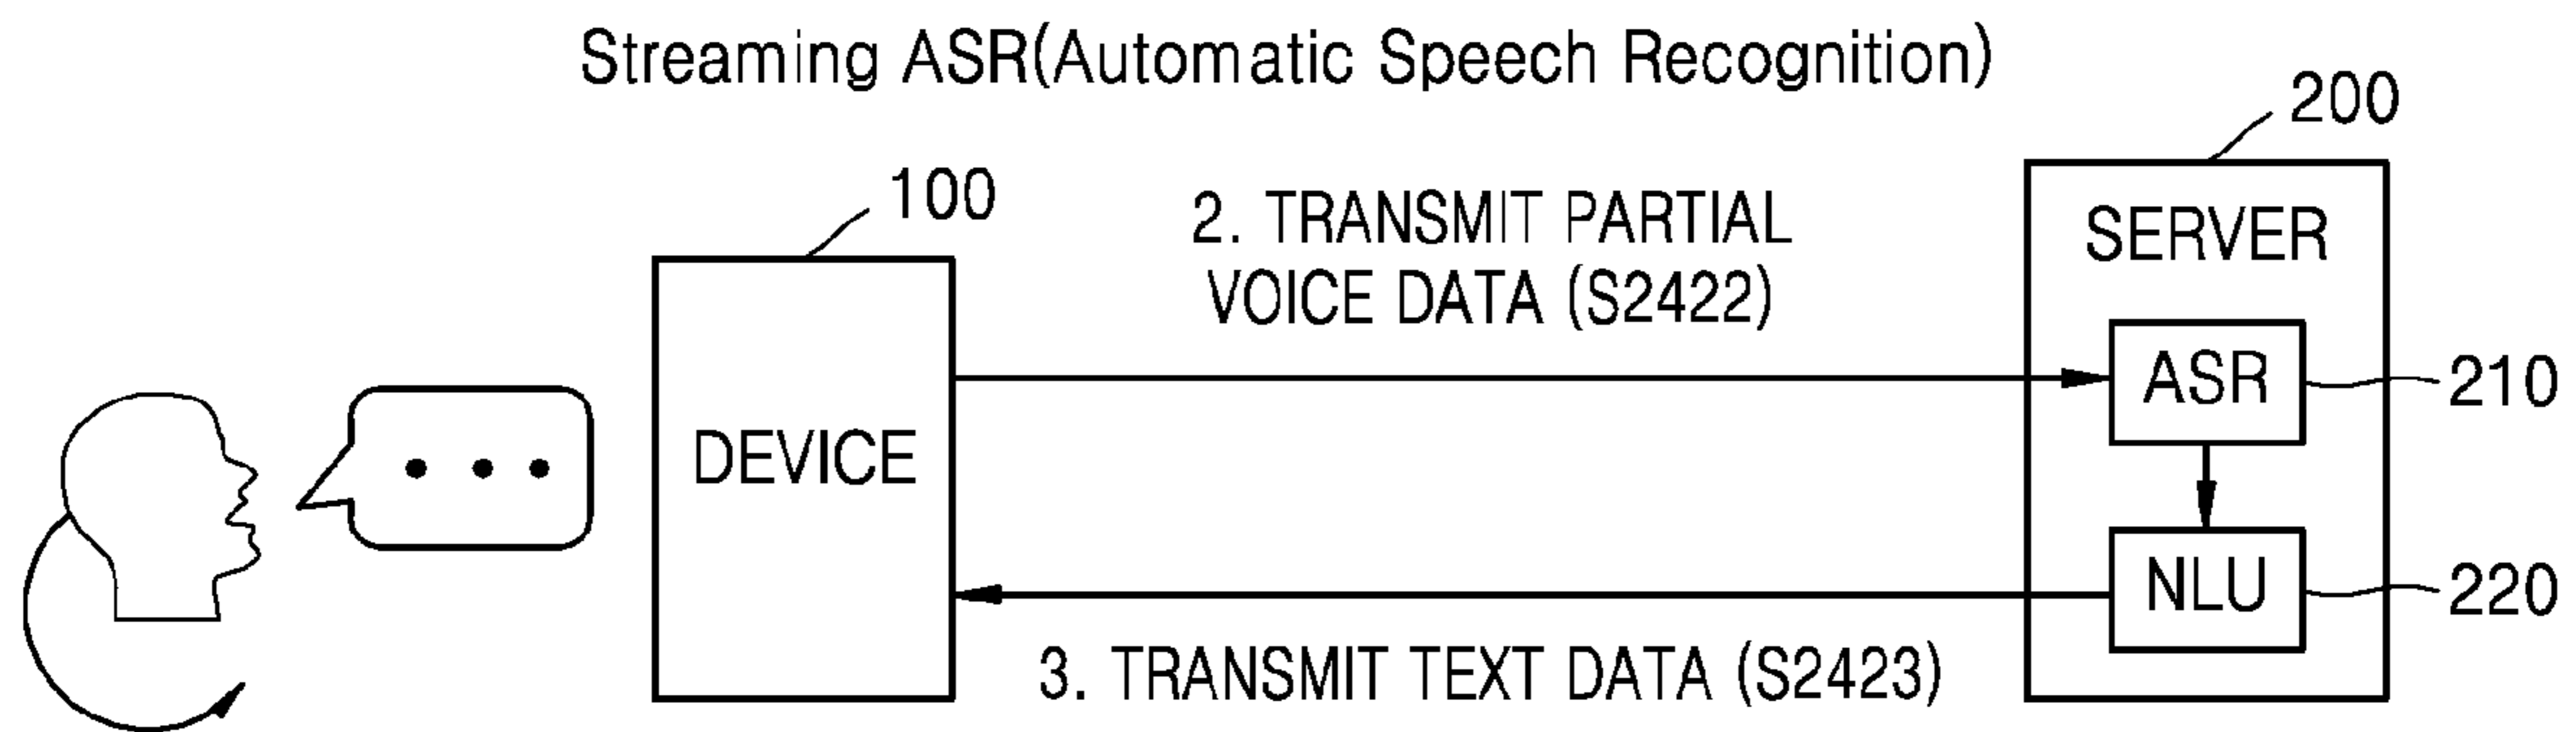 Streaming ASR(Automatic Speech Recognition)
200
100
2. TRANSMIT PARTIAL
VOICE DATA (S2422)
SERVER
ASR
210
DEVICE
NLU
220
3. TRANSMIT TEXT DATA (S2423)